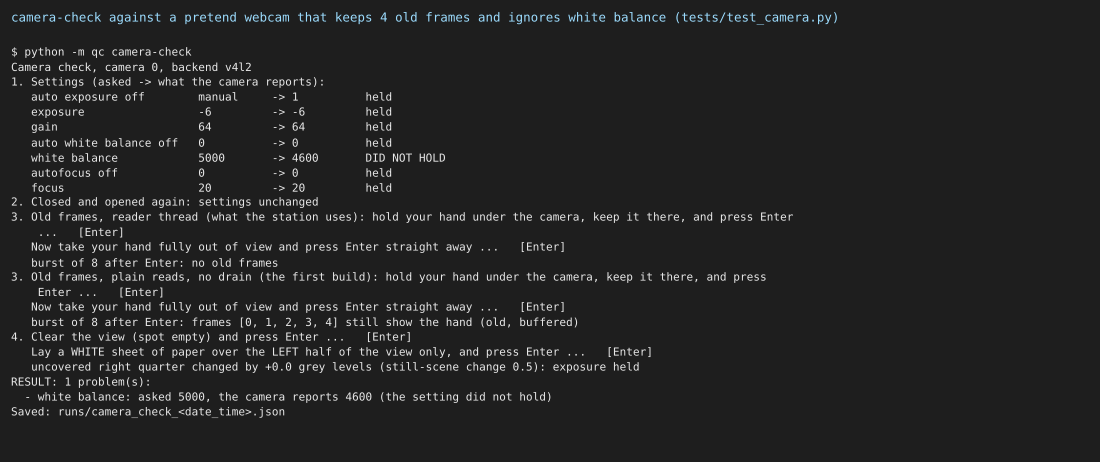 camera-check against a pretend webcam that keeps 4 old frames and ignores white balance (tests/test_camera.py)
$ python -m qc camera-check
Camera check, camera 0, backend v4l2
1. Settings (asked -> what the camera reports):
auto exposure off manual -> 1 held
exposure -6 -> -6 held
gain 64 -> 64 held
auto white balance off 0 -> 0 held
white balance 5000 -> 4600 DID NOT HOLD
autofocus off 0 -> 0 held
focus 20 -> 20 held
2. Closed and opened again: settings unchanged
3. Old frames, reader thread (what the station uses): hold your hand under the camera, keep it there, and press Enter
... [Enter]
Now take your hand fully out of view and press Enter straight away ... [Enter]
burst of 8 after Enter: no old frames
3. Old frames, plain reads, no drain (the first build): hold your hand under the camera, keep it there, and press
Enter ... [Enter]
Now take your hand fully out of view and press Enter straight away ... [Enter]
burst of 8 after Enter: frames [0, 1, 2, 3, 4] still show the hand (old, buffered)
4. Clear the view (spot empty) and press Enter ... [Enter]
Lay a WHITE sheet of paper over the LEFT half of the view only, and press Enter ... [Enter]
uncovered right quarter changed by +0.0 grey levels (still-scene change 0.5): exposure held
RESULT: 1 problem(s):
- white balance: asked 5000, the camera reports 4600 (the setting did not hold)
Saved: runs/camera_check_<date_time>.json